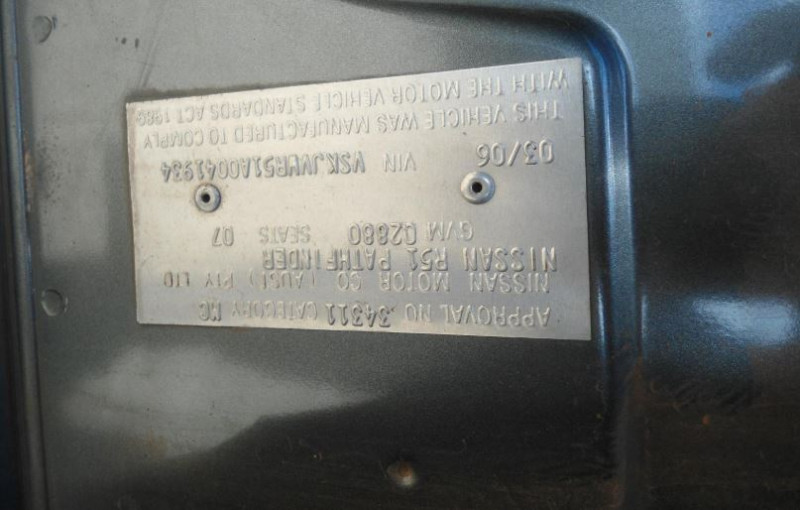 APPROVAL NO 34311 CATEGORY MC
NISSAN MOTOR CO (AUST) PTY LTD
NISSAN R51 PATHFINDER
GVM 02880 SEATS 07
03/06 VIN VSKJVWR51A0041934
THIS VEHICLE WAS MANUFACTURED TO COMPLY
WITH THE MOTOR VEHICLE STANDARDS ACT 1989